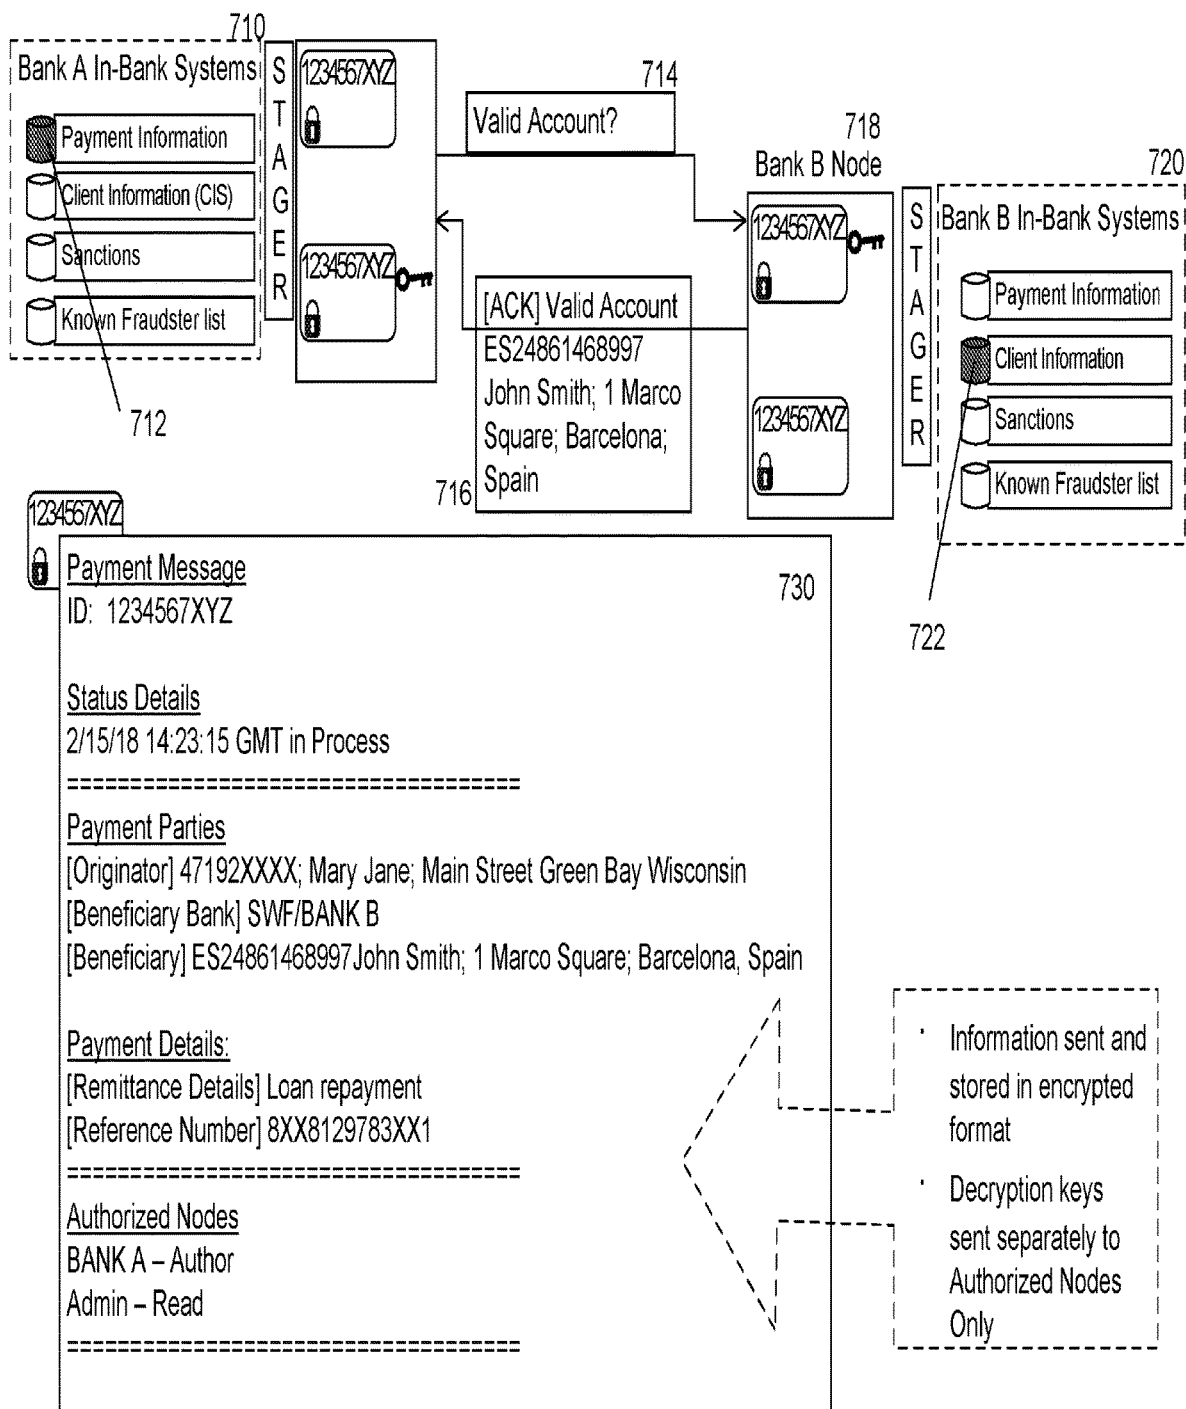 710
Bank A In-Bank Systems
Payment Information
Client Information (CIS)
Sanctions
Known Fraudster list
712
S
T
A
G
E
R
1234567XYZ
1234567XYZ
714
Valid Account?
[ACK] Valid Account
ES24861468997
John Smith; 1 Marco
Square; Barcelona;
Spain
716
718
Bank B Node
1234567XYZ
1234567XYZ
S
T
A
G
E
R
720
Bank B In-Bank Systems
Payment Information
Client Information
Sanctions
Known Fraudster list
722
1234567XYZ
730
Payment Message
ID: 1234567XYZ
Status Details
2/15/18 14:23:15 GMT in Process
===================================
Payment Parties
[Originator] 47192XXXX; Mary Jane; Main Street Green Bay Wisconsin
[Beneficiary Bank] SWF/BANK B
[Beneficiary] ES24861468997John Smith; 1 Marco Square; Barcelona, Spain
Payment Details:
[Remittance Details] Loan repayment
[Reference Number] 8XX8129783XX1
===================================
Authorized Nodes
BANK A – Author
Admin – Read
===================================
· Information sent and
stored in encrypted
format
· Decryption keys
sent separately to
Authorized Nodes
Only